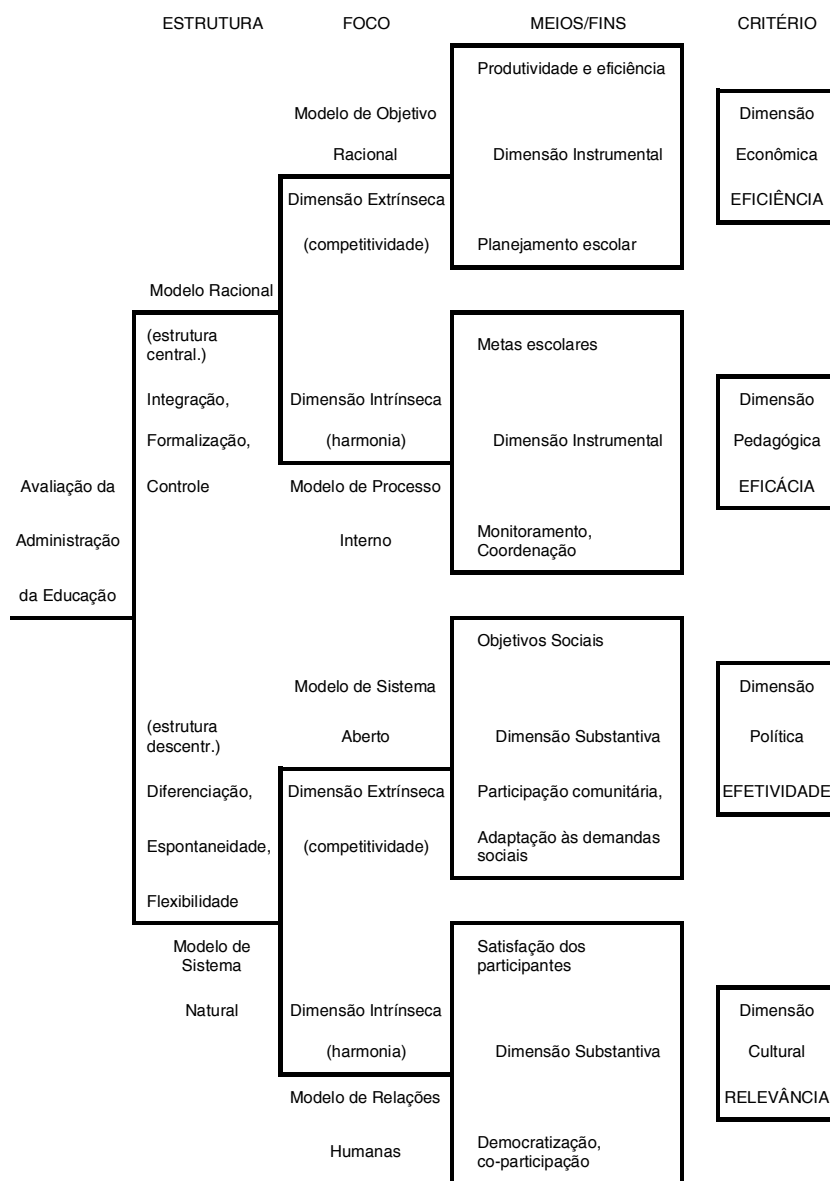 ESTRUTURA FOCO MEIOS/FINS CRITÉRIO
Produtividade e eficiência
Modelo de Objetivo Dimensão
Racional Dimensão Instrumental Econômica
Dimensão Extrínseca EFICIÊNCIA
(competitividade) Planejamento escolar
Modelo Racional
(estrutura
central.)
Metas escolares
Integração, Dimensão Intrínseca Dimensão
Formalização, (harmonia) Dimensão Instrumental Pedagógica
Avaliação da Controle Modelo de Processo EFICÁCIA
Administração Interno Monitoramento,
Coordenação
da Educação
Objetivos Sociais
Modelo de Sistema Dimensão
(estrutura
descentr.) Aberto Dimensão Substantiva Política
Diferenciação, Dimensão Extrínseca Participação comunitária, EFETIVIDADE
Espontaneidade, (competitividade) Adaptação às demandas
sociais
Flexibilidade
Modelo de
Sistema
Satisfação dos
participantes
Natural Dimensão Intrínseca Dimensão
(harmonia) Dimensão Substantiva Cultural
Modelo de Relações RELEVÂNCIA
Humanas Democratização,
co-participação